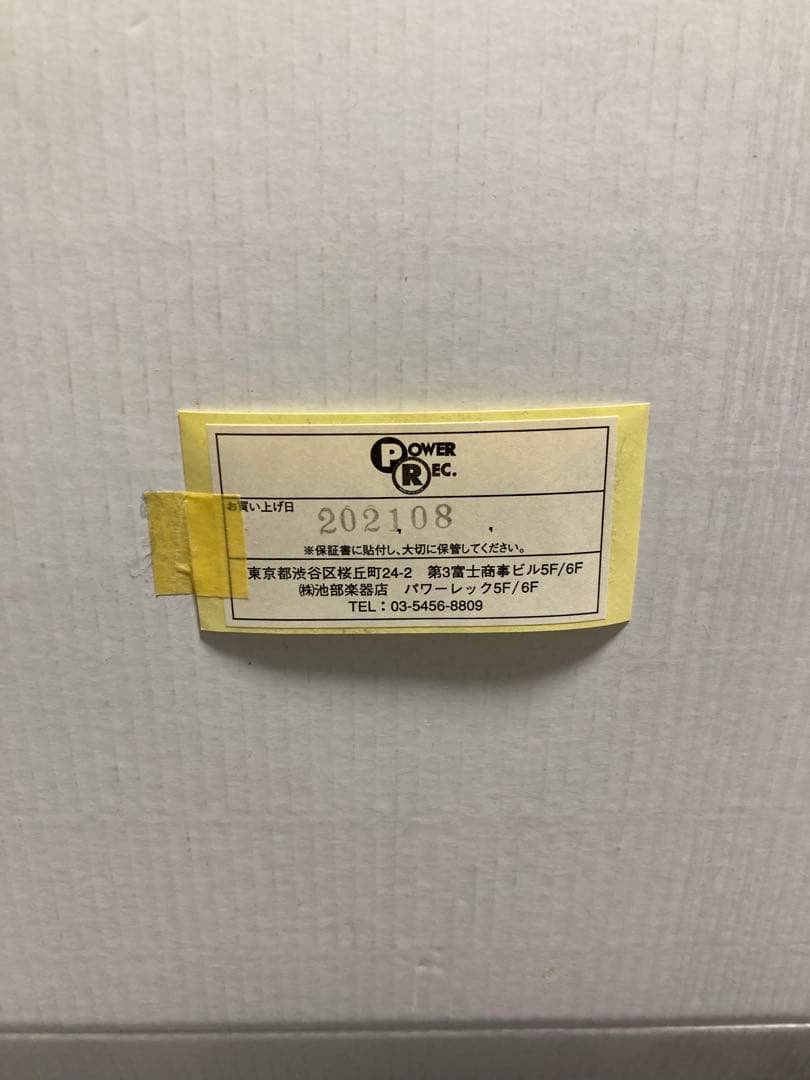 POWER
REC.
お買い上げ日 202108
※保証書に貼付し、大切に保管してください。
東京都渋谷区桜丘町24-2 第3富士商事ビル5F/6F
㈱池部楽器店 パワーレック5F/6F
TEL：03-5456-8809